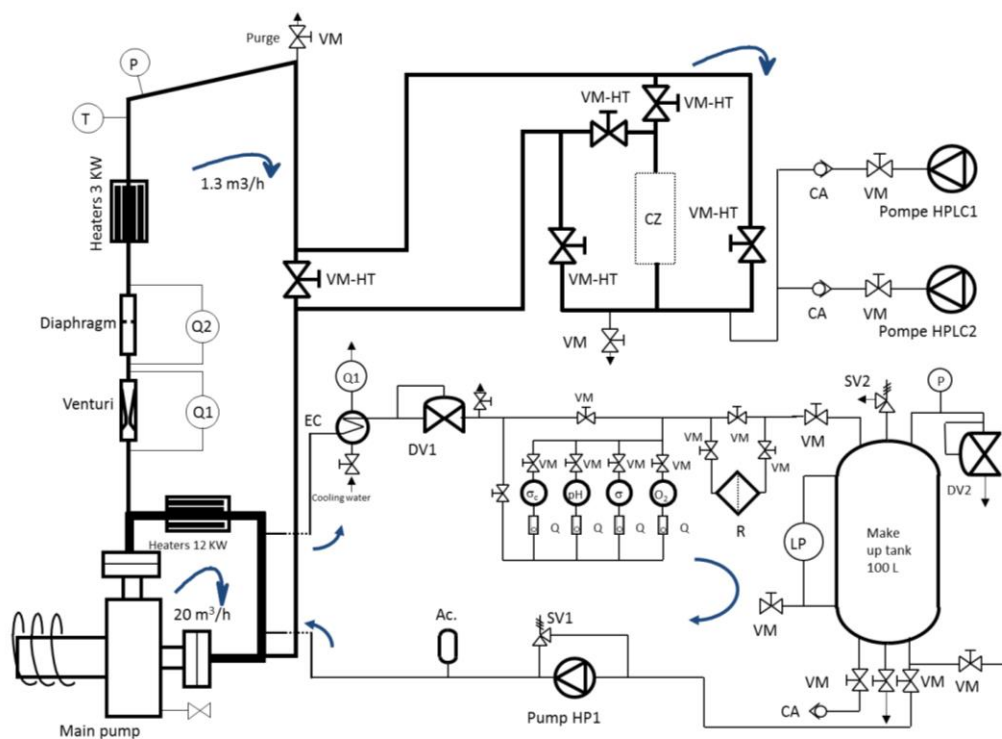 Purge
VM
P
T
Heaters 3 KW
1.3 m3/h
VM-HT
VM-HT
VM-HT
VM-HT
VM-HT
CZ
CA
VM
Pompe HPLC1
CA
VM
Pompe HPLC2
Diaphragm
Q2
Venturi
Q1
VM
EC
Q1
DV1
Cooling water
VM
VM
VM
VM
VM
VM
VM
VM
VM
VM
σc
pH
σ
O2
Q
Q
Q
Q
R
SV2
P
DV2
LP
Make
up tank
100 L
VM
Heaters 12 KW
20 m³/h
Main pump
Ac.
SV1
Pump HP1
VM
VM
VM
CA